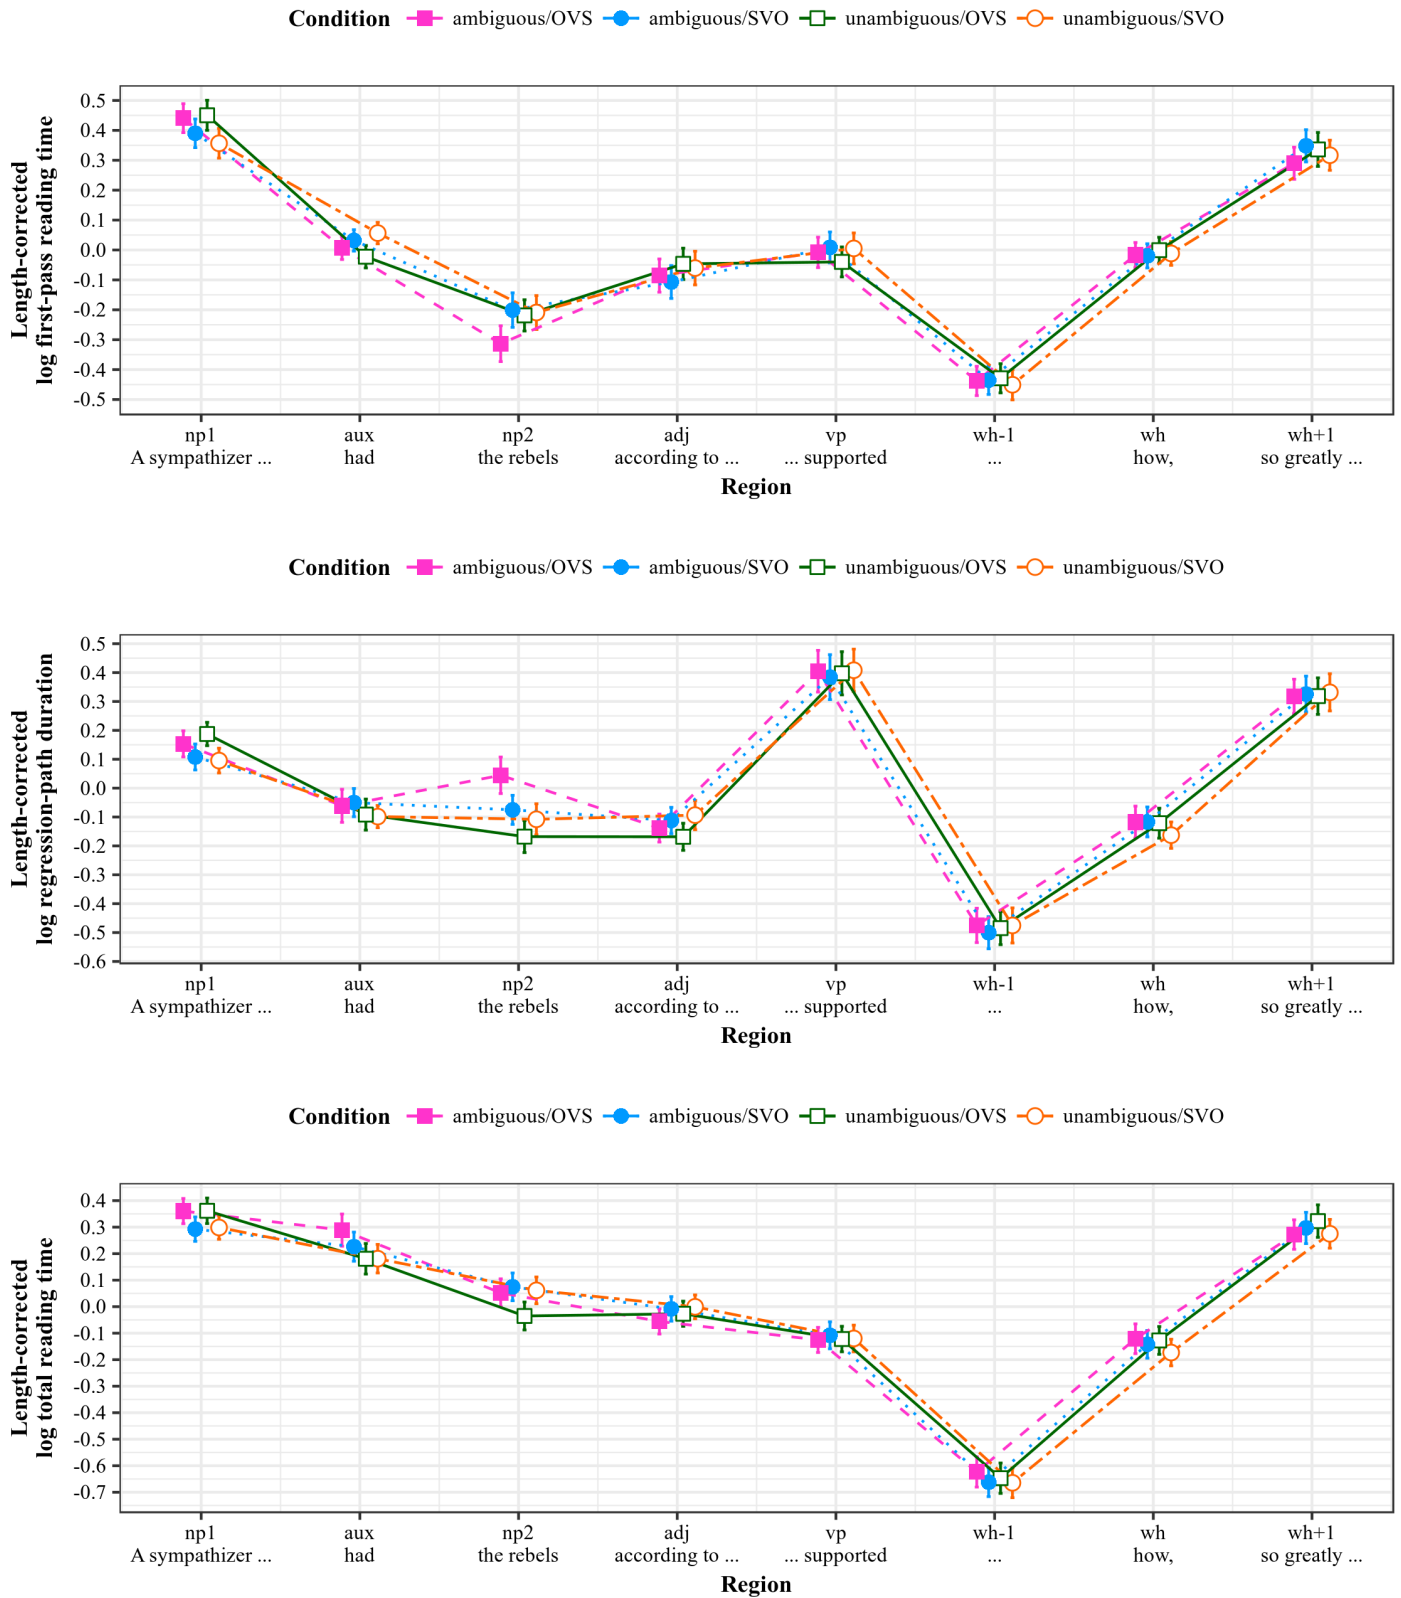 Condition ambiguous/OVS ambiguous/SVO unambiguous/OVS unambiguous/SVO
Length-corrected
log first-pass reading time
0.5
0.4
0.3
0.2
0.1
0.0
-0.1
-0.2
-0.3
-0.4
-0.5
np1 aux np2 adj vp wh-1 wh wh+1
A sympathizer ... had the rebels according to ... ... supported ... how, so greatly ...
Region
Condition ambiguous/OVS ambiguous/SVO unambiguous/OVS unambiguous/SVO
Length-corrected
log regression-path duration
0.5
0.4
0.3
0.2
0.1
0.0
-0.1
-0.2
-0.3
-0.4
-0.5
-0.6
np1 aux np2 adj vp wh-1 wh wh+1
A sympathizer ... had the rebels according to ... ... supported ... how, so greatly ...
Region
Condition ambiguous/OVS ambiguous/SVO unambiguous/OVS unambiguous/SVO
Length-corrected
log total reading time
0.4
0.3
0.2
0.1
0.0
-0.1
-0.2
-0.3
-0.4
-0.5
-0.6
-0.7
np1 aux np2 adj vp wh-1 wh wh+1
A sympathizer ... had the rebels according to ... ... supported ... how, so greatly ...
Region